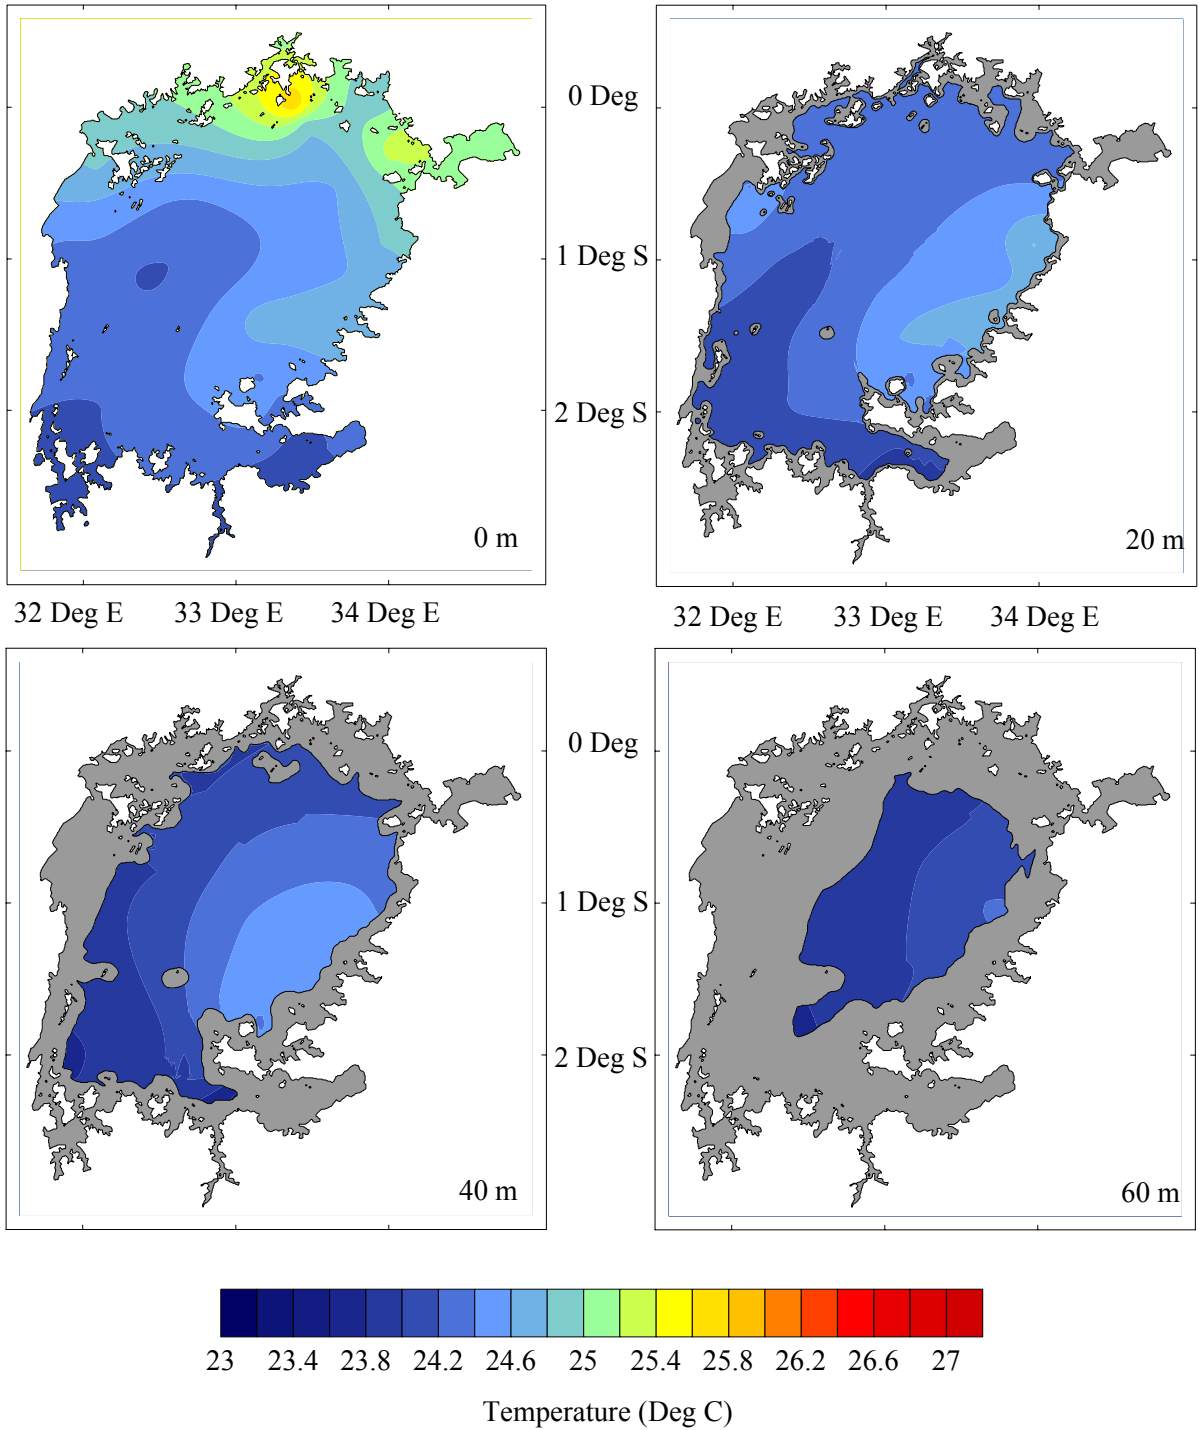 0 Deg
1 Deg S
2 Deg S
0 m
20 m
32 Deg E 33 Deg E 34 Deg E
32 Deg E 33 Deg E 34 Deg E
0 Deg
1 Deg S
2 Deg S
40 m
60 m
23 23.4 23.8 24.2 24.6 25 25.4 25.8 26.2 26.6 27
Temperature (Deg C)